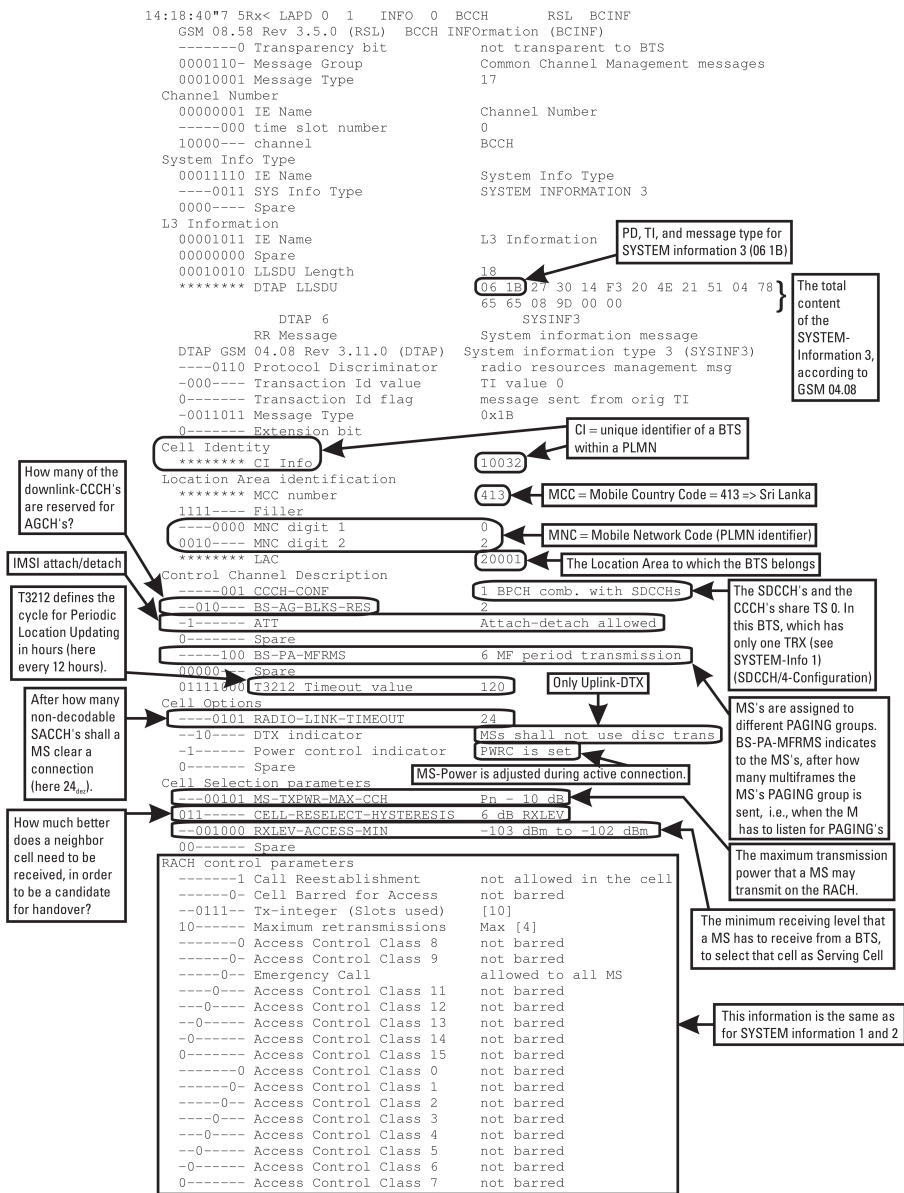 14:18:40"7 5Rx< LAPD 0 1 INFO 0 BCCH RSL BCINF
GSM 08.58 Rev 3.5.0 (RSL) BCCH INFOrmation (BCINF)
-------0 Transparency bit not transparent to BTS
0000110- Message Group Common Channel Management messages
00010001 Message Type 17
Channel Number
00000001 IE Name Channel Number
-----000 time slot number 0
10000--- channel BCCH
System Info Type
00011110 IE Name System Info Type
----0011 SYS Info Type SYSTEM INFORMATION 3
0000---- Spare
L3 Information
00001011 IE Name L3 Information
00000000 Spare
00010010 LLSDU Length 18
******** DTAP LLSDU 06 1B 27 30 14 F3 20 4E 21 51 04 78
65 65 08 9D 00 00
PD, TI, and message type for
SYSTEM information 3 (06 1B)
The total
content
of the
SYSTEM-
Information 3,
according to
GSM 04.08
DTAP 6 SYSINF3
RR Message System information message
DTAP GSM 04.08 Rev 3.11.0 (DTAP) System information type 3 (SYSINF3)
----0110 Protocol Discriminator radio resources management msg
-000---- Transaction Id value TI value 0
0------- Transaction Id flag message sent from orig TI
-0011011 Message Type 0x1B
0------- Extension bit
CI = unique identifier of a BTS
within a PLMN
Cell Identity
******** CI Info 10032
Location Area identification
******** MCC number 413
MCC = Mobile Country Code = 413 => Sri Lanka
1111---- Filler
----0000 MNC digit 1 0
0010---- MNC digit 2 2
MNC = Mobile Network Code (PLMN identifier)
******** LAC 20001
The Location Area to which the BTS belongs
How many of the
downlink-CCCH's
are reserved for
AGCH's?
IMSI attach/detach
T3212 defines the
cycle for Periodic
Location Updating
in hours (here
every 12 hours).
Control Channel Description
-----001 CCCH-CONF 1 BPCH comb. with SDCCHs
--010--- BS-AG-BLKS-RES 2
-1------ ATT Attach-detach allowed
0------- Spare
-----100 BS-PA-MFRMS 6 MF period transmission
00000--- Spare
01111000 T3212 Timeout value 120
The SDCCH's and the
CCCH's share TS 0. In
this BTS, which has
only one TRX (see
SYSTEM-Info 1)
(SDCCH/4-Configuration)
MS's are assigned to
different PAGING groups.
BS-PA-MFRMS indicates
to the MS's, after how
many multiframes the
MS's PAGING group is
sent, i.e., when the M
has to listen for PAGING's
After how many
non-decodable
SACCH's shall a
MS clear a
connection
(here 24dez).
Only Uplink-DTX
Cell Options
----0101 RADIO-LINK-TIMEOUT 24
--10---- DTX indicator MSs shall not use disc trans
-1------ Power control indicator PWRC is set
0------- Spare
MS-Power is adjusted during active connection.
How much better
does a neighbor
cell need to be
received, in order
to be a candidate
for handover?
Cell Selection parameters
---00101 MS-TXPWR-MAX-CCH Pn - 10 dB
011----- CELL-RESELECT-HYSTERESIS 6 dB RXLEV
--001000 RXLEV-ACCESS-MIN -103 dBm to -102 dBm
00------ Spare
The maximum transmission
power that a MS may
transmit on the RACH.
The minimum receiving level that
a MS has to receive from a BTS,
to select that cell as Serving Cell
RACH control parameters
-------1 Call Reestablishment not allowed in the cell
------0- Cell Barred for Access not barred
--0111-- Tx-integer (Slots used) [10]
10------ Maximum retransmissions Max [4]
-------0 Access Control Class 8 not barred
------0- Access Control Class 9 not barred
-----0-- Emergency Call allowed to all MS
----0--- Access Control Class 11 not barred
---0---- Access Control Class 12 not barred
--0----- Access Control Class 13 not barred
-0------ Access Control Class 14 not barred
0------- Access Control Class 15 not barred
-------0 Access Control Class 0 not barred
------0- Access Control Class 1 not barred
-----0-- Access Control Class 2 not barred
----0--- Access Control Class 3 not barred
---0---- Access Control Class 4 not barred
--0----- Access Control Class 5 not barred
-0------ Access Control Class 6 not barred
0------- Access Control Class 7 not barred
This information is the same as
for SYSTEM information 1 and 2